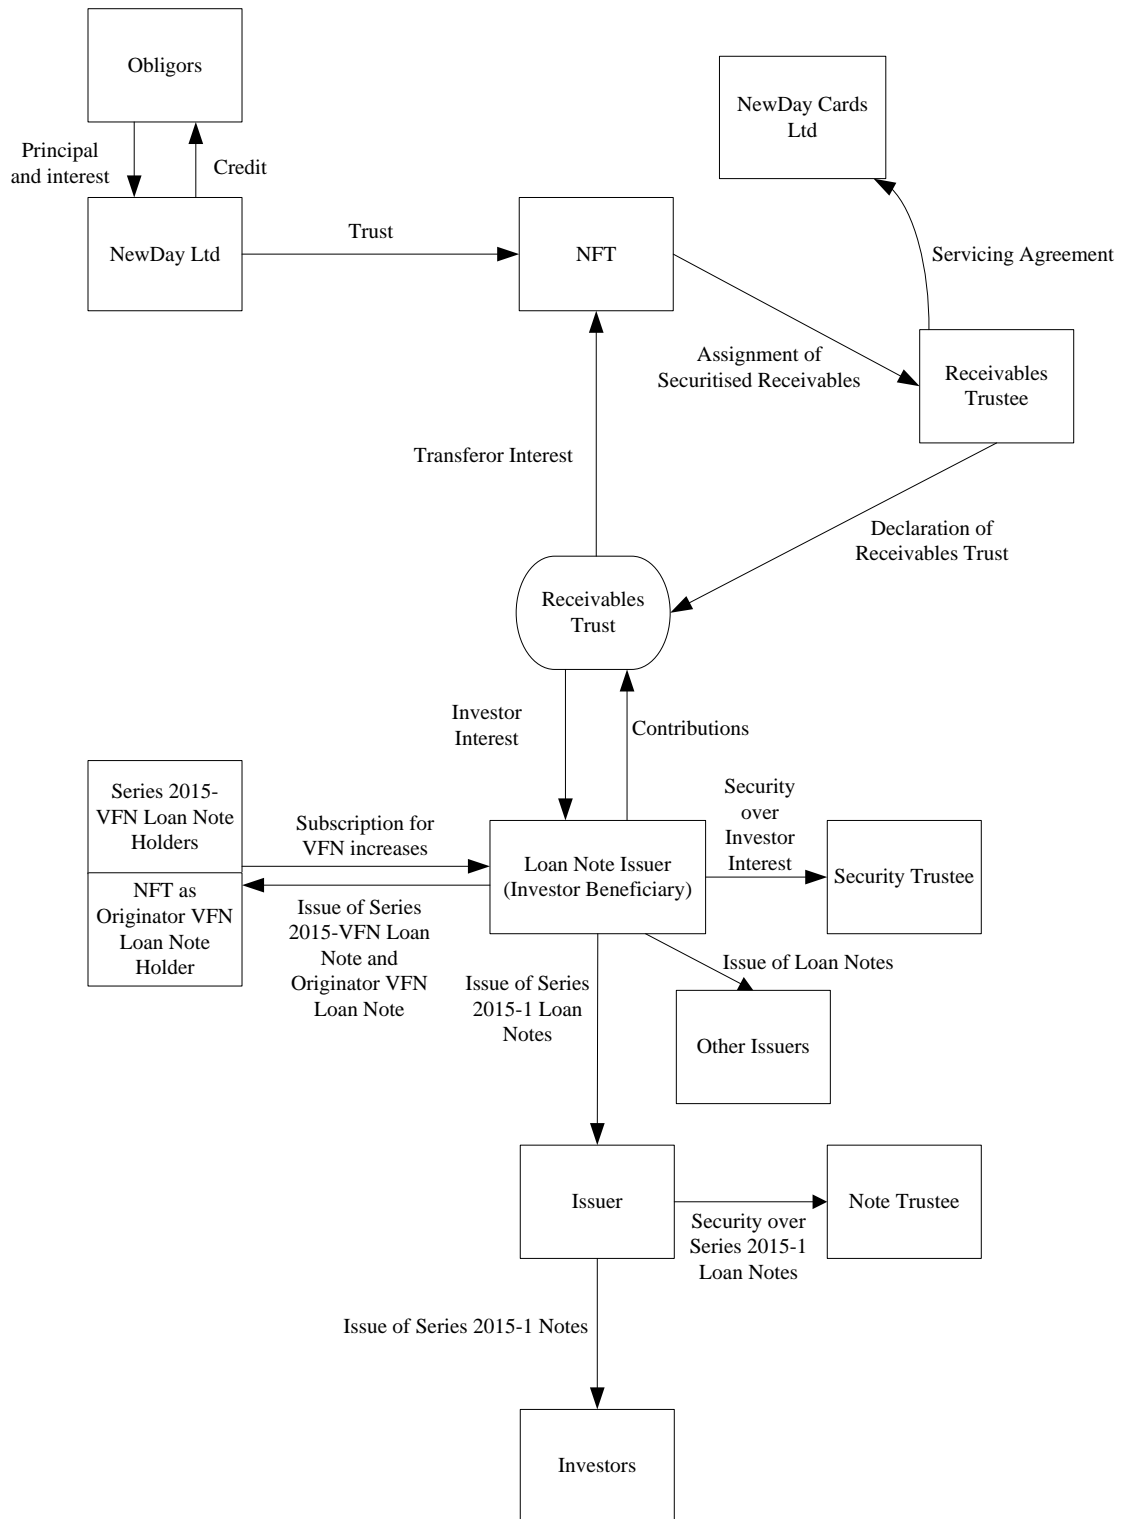 Obligors
NewDay Cards
Ltd
Principal
and interest
Credit
NewDay Ltd
Trust
NFT
Servicing Agreement
Assignment of
Securitised Receivables
Receivables
Trustee
Transferor Interest
Declaration of
Receivables Trust
Receivables
Trust
Investor
Interest
Contributions
Series 2015-
VFN Loan Note
Holders
Subscription for
VFN increases
Loan Note Issuer
(Investor Beneficiary)
Security
over
Investor
Interest
Security Trustee
NFT as
Originator VFN
Loan Note
Holder
Issue of Series
2015-VFN Loan
Note and
Originator VFN
Loan Note
Issue of Series
2015-1 Loan
Notes
Issue of Loan Notes
Other Issuers
Issuer
Security over
Series 2015-1
Loan Notes
Note Trustee
Issue of Series 2015-1 Notes
Investors